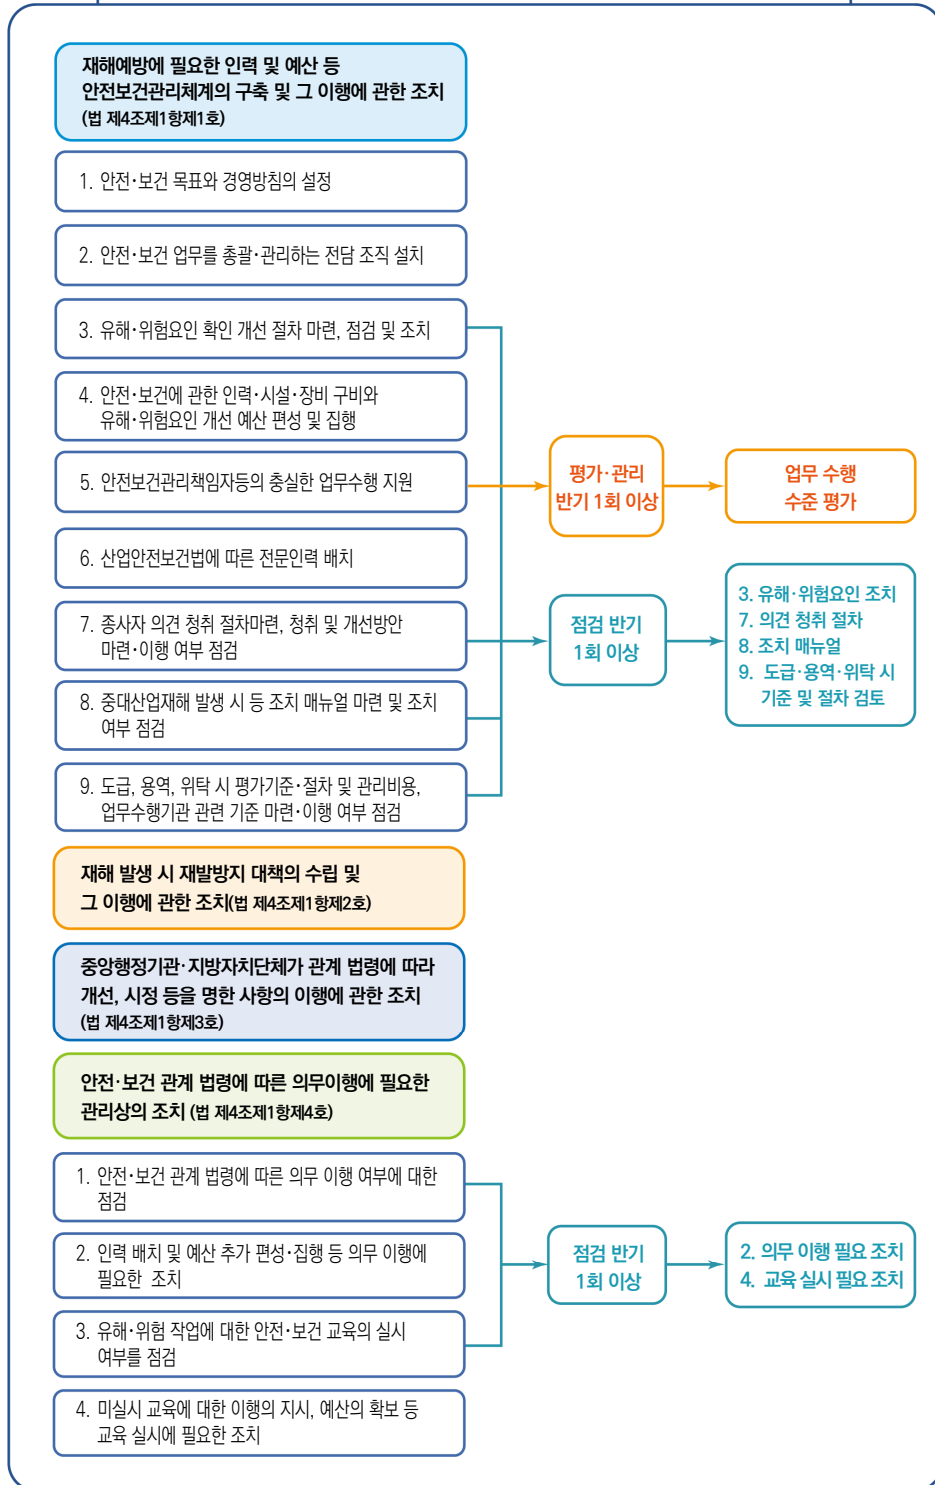 재해예방에 필요한 인력 및 예산 등
안전보건관리체계의 구축 및 그 이행에 관한 조치
(법 제4조제1항제1호)
1. 안전·보건 목표와 경영방침의 설정
2. 안전·보건 업무를 총괄·관리하는 전담 조직 설치
3. 유해·위험요인 확인 개선 절차 마련, 점검 및 조치
4. 안전·보건에 관한 인력·시설·장비 구비와
유해·위험요인 개선 예산 편성 및 집행
5. 안전보건관리책임자등의 충실한 업무수행 지원
평가·관리
반기 1회 이상
업무 수행
수준 평가
6. 산업안전보건법에 따른 전문인력 배치
7. 종사자 의견 청취 절차마련, 청취 및 개선방안
마련·이행 여부 점검
점검 반기
1회 이상
3. 유해·위험요인 조치
7. 의견 청취 절차
8. 조치 매뉴얼
9. 도급·용역·위탁 시
기준 및 절차 검토
8. 중대산업재해 발생 시 등 조치 매뉴얼 마련 및 조치
여부 점검
9. 도급, 용역, 위탁 시 평가기준·절차 및 관리비용,
업무수행기관 관련 기준 마련·이행 여부 점검
재해 발생 시 재발방지 대책의 수립 및
그 이행에 관한 조치(법 제4조제1항제2호)
중앙행정기관·지방자치단체가 관계 법령에 따라
개선, 시정 등을 명한 사항의 이행에 관한 조치
(법 제4조제1항제3호)
안전·보건 관계 법령에 따른 의무이행에 필요한
관리상의 조치 (법 제4조제1항제4호)
1. 안전·보건 관계 법령에 따른 의무 이행 여부에 대한
점검
2. 인력 배치 및 예산 추가 편성·집행 등 의무 이행에
필요한 조치
점검 반기
1회 이상
2. 의무 이행 필요 조치
4. 교육 실시 필요 조치
3. 유해·위험 작업에 대한 안전·보건 교육의 실시
여부를 점검
4. 미실시 교육에 대한 이행의 지시, 예산의 확보 등
교육 실시에 필요한 조치